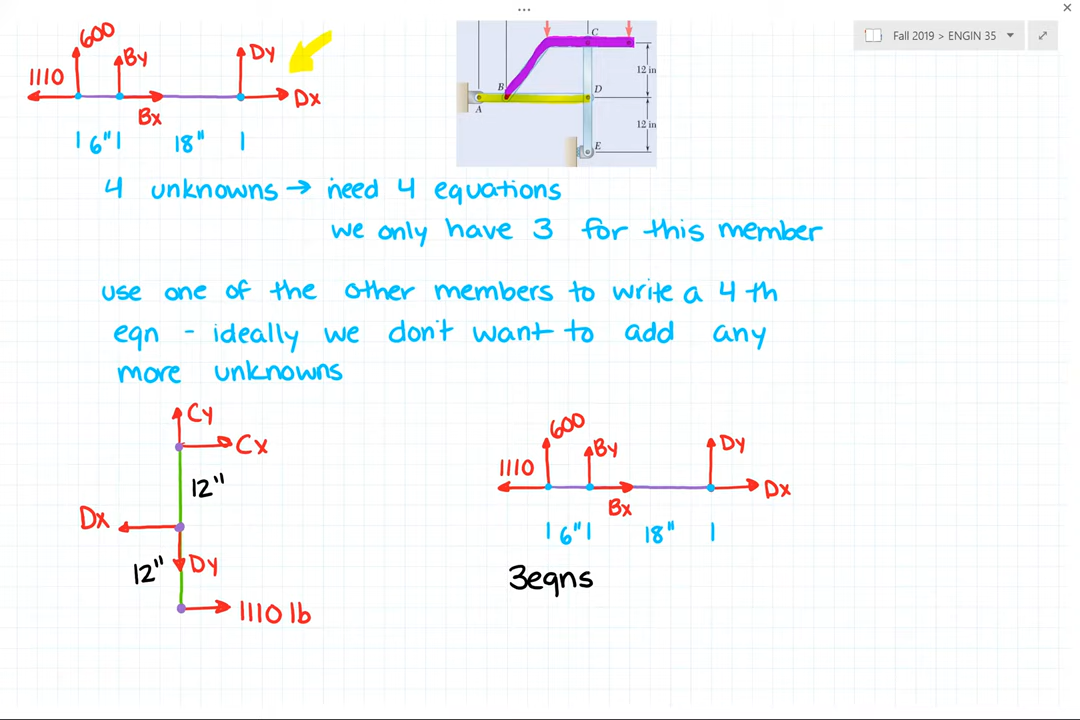 ...
×
Fall 2019 > ENGIN 35
600
By
Dy
1110
Dx
Bx
6" 18"
C
12 in
B
D
A
12 in
E
4 unknowns → need 4 equations
we only have 3 for this member
use one of the other members to write a 4th
eqn - ideally we don't want to add any
more unknowns
Cy
Cx
12"
Dx
12" Dy
1110 lb
600
By
Dy
1110
Dx
Bx
6" 18"
3eqns